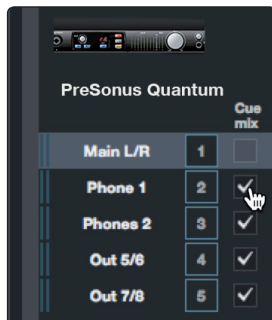 PreSonus Quantum
Cue
mix
Main L/R 1
Phone 1 2
Phones 2 3
Out 5/6 4
Out 7/8 5